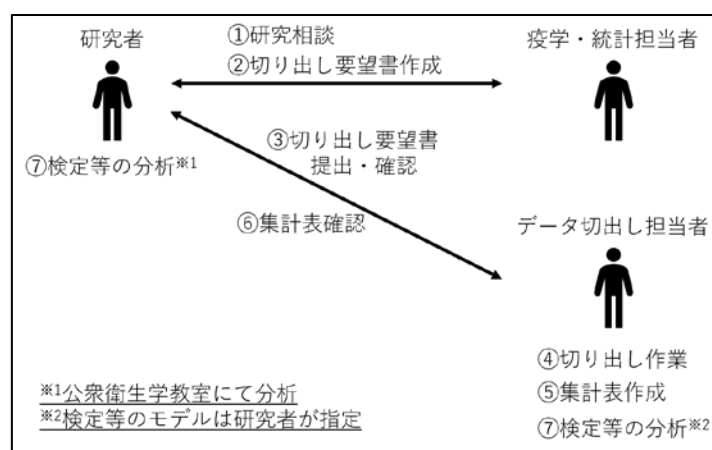 研究者
①研究相談
疫学・統計担当者
②切り出し要望書作成
③切り出し要望書
提出・確認
⑦検定等の分析※1
⑥集計表確認
データ切出し担当者
④切り出し作業
⑤集計表作成
⑦検定等の分析※2
※1公衆衛生学教室にて分析
※2検定等のモデルは研究者が指定